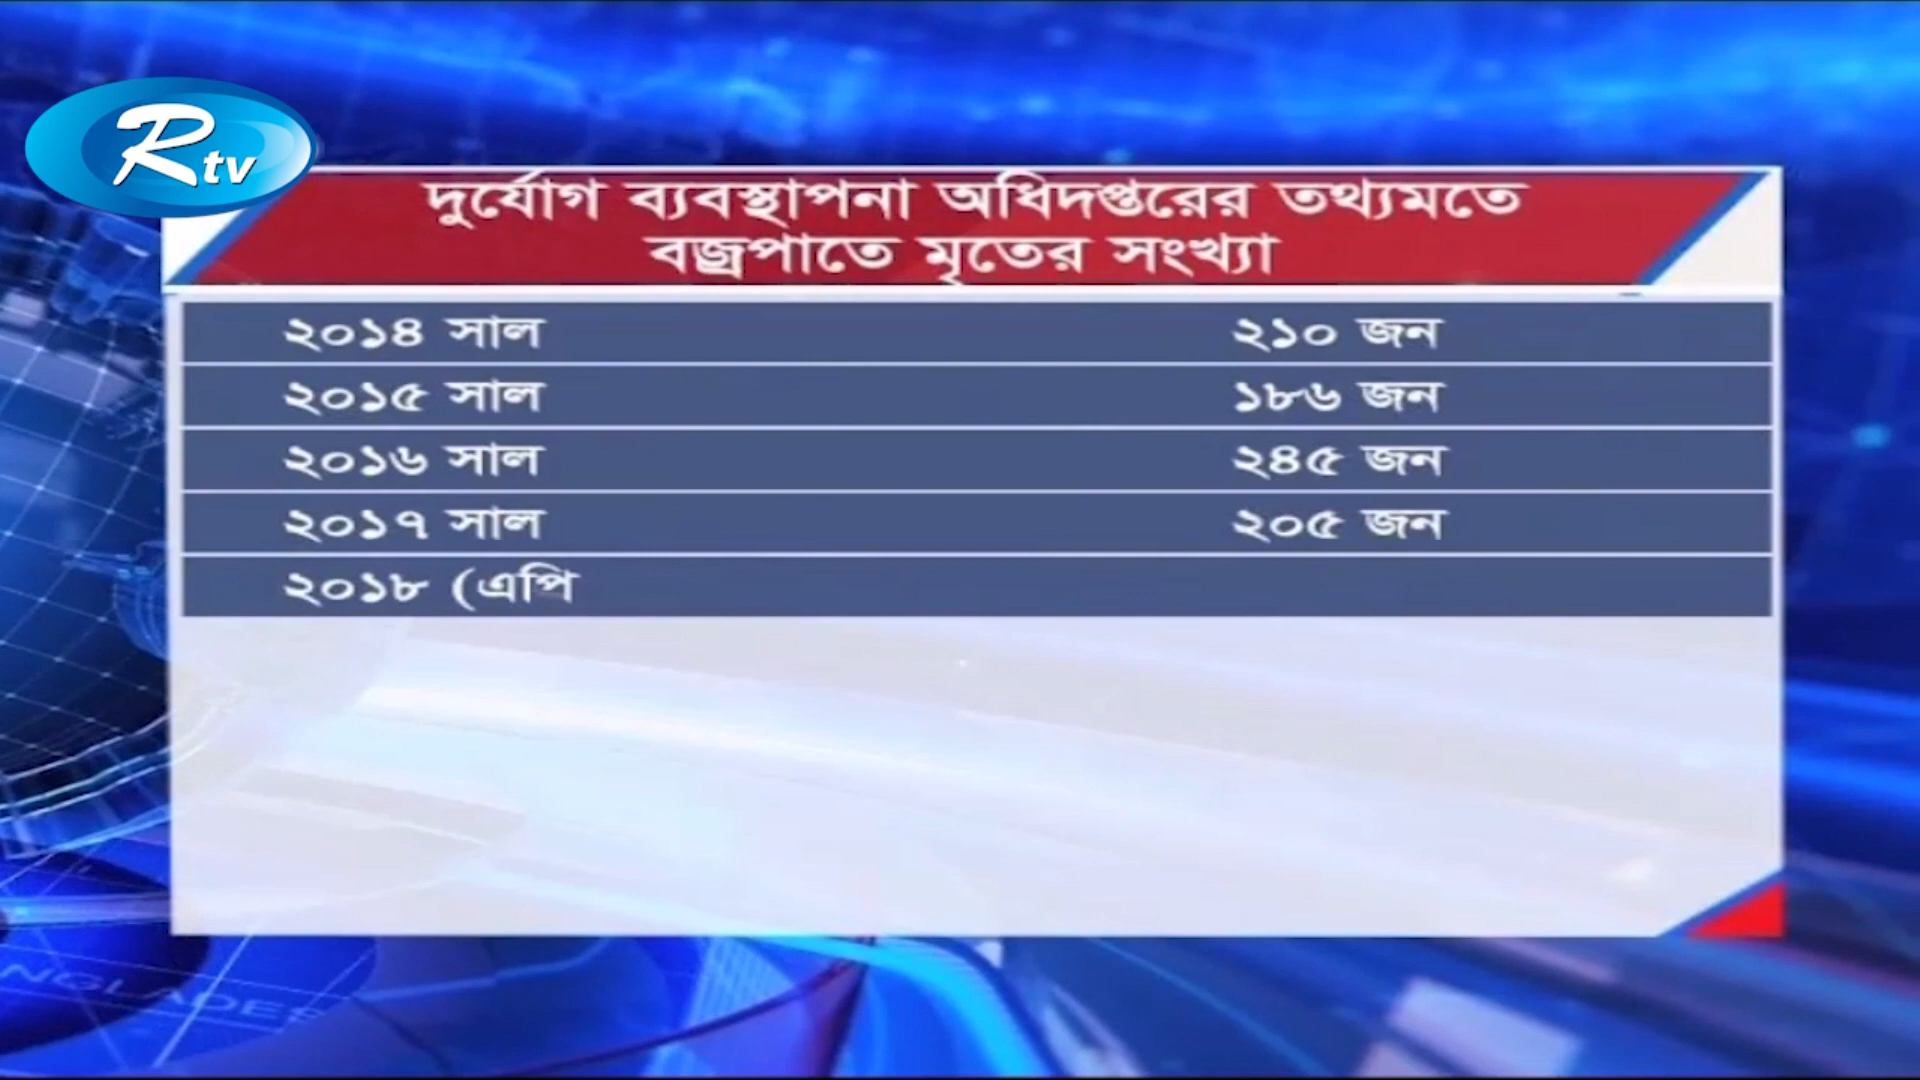 Rtv
দুর্যোগ ব্যবস্থাপনা অধিদপ্তরের তথ্যমতে
বজ্রপাতে মৃতের সংখ্যা
২০১৪ সাল ২১০ জন
২০১৫ সাল ১৮৬ জন
২০১৬ সাল ২৪৫ জন
২০১৭ সাল ২০৫ জন
২০১৮ (এপি
NGLADES